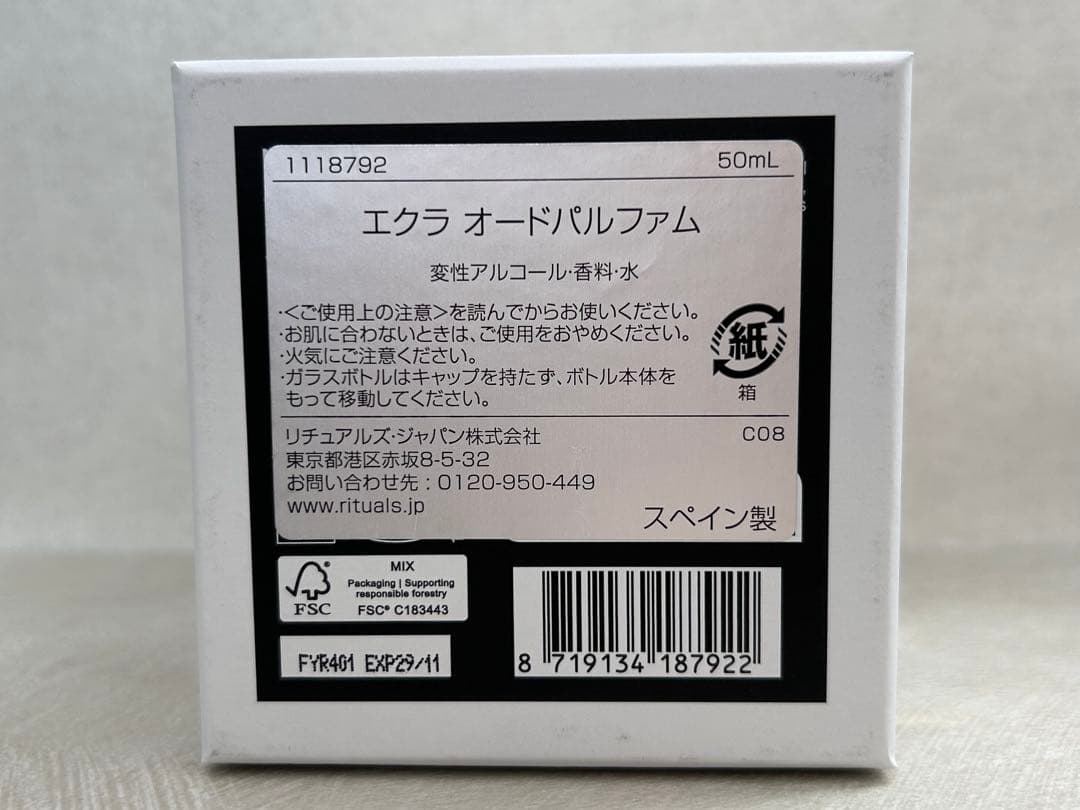 1118792 50mL
エクラ オードパルファム
変性アルコール・香料・水
・<ご使用上の注意>を読んでからお使いください。
・お肌に合わないときは、ご使用をおやめください。
・火気にご注意ください。
・ガラスボトルはキャップを持たず、ボトル本体を
もって移動してください。
紙
箱
リチュアルズ・ジャパン株式会社 C08
東京都港区赤坂8-5-32
お問い合わせ先 : 0120-950-449
www.rituals.jp
スペイン製
FSC
MIX
Packaging | Supporting
responsible forestry
FSC® C183443
FYR401 EXP29/11
8 719134 187922